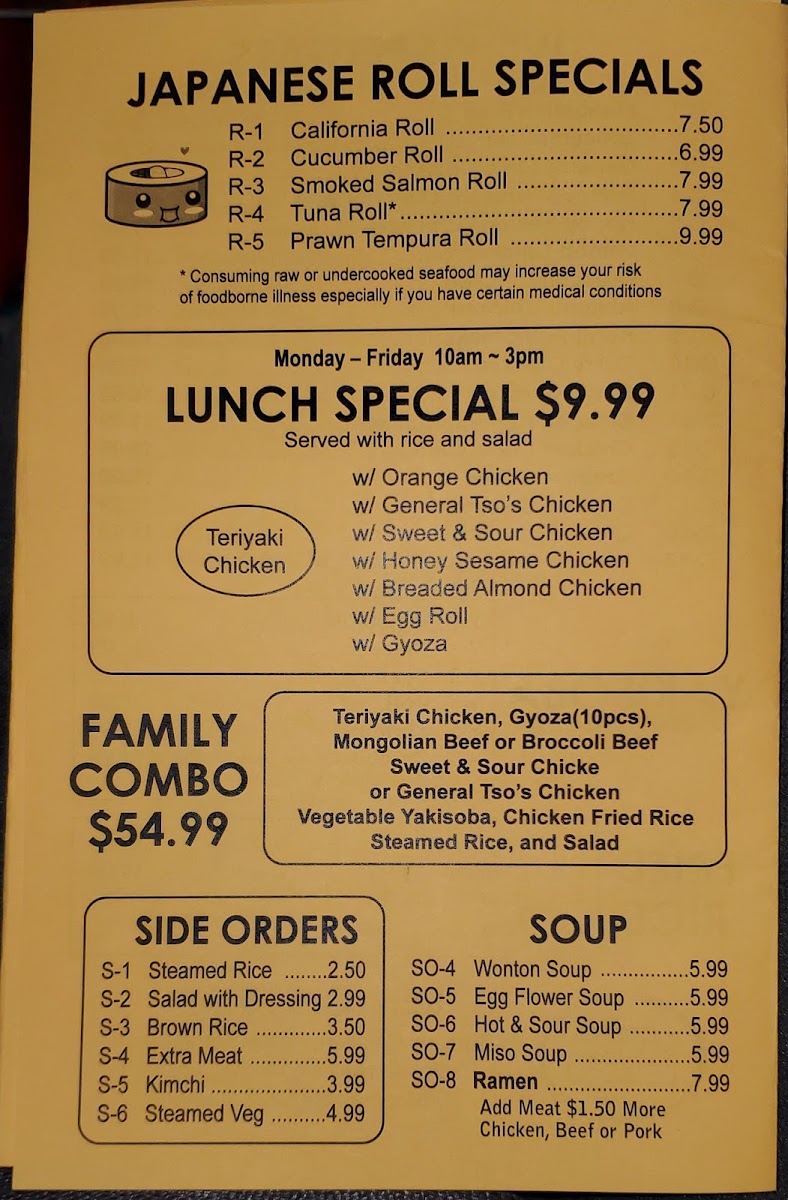 JAPANESE ROLL SPECIALS
R-1 California Roll ....................................7.50
R-2 Cucumber Roll ...................................6.99
R-3 Smoked Salmon Roll .........................7.99
R-4 Tuna Roll*...........................................7.99
R-5 Prawn Tempura Roll ..........................9.99
* Consuming raw or undercooked seafood may increase your risk
of foodborne illness especially if you have certain medical conditions
Monday – Friday 10am ~ 3pm
LUNCH SPECIAL $9.99
Served with rice and salad
Teriyaki
Chicken
w/ Orange Chicken
w/ General Tso's Chicken
w/ Sweet & Sour Chicken
w/ Honey Sesame Chicken
w/ Breaded Almond Chicken
w/ Egg Roll
w/ Gyoza
FAMILY
COMBO
$54.99
Teriyaki Chicken, Gyoza(10pcs),
Mongolian Beef or Broccoli Beef
Sweet & Sour Chicke
or General Tso's Chicken
Vegetable Yakisoba, Chicken Fried Rice
Steamed Rice, and Salad
SIDE ORDERS
S-1 Steamed Rice ........2.50
S-2 Salad with Dressing 2.99
S-3 Brown Rice ............3.50
S-4 Extra Meat .............5.99
S-5 Kimchi ...................3.99
S-6 Steamed Veg ..........4.99
SOUP
SO-4 Wonton Soup ................5.99
SO-5 Egg Flower Soup ..........5.99
SO-6 Hot & Sour Soup ...........5.99
SO-7 Miso Soup .....................5.99
SO-8 Ramen .........................7.99
Add Meat $1.50 More
Chicken, Beef or Pork